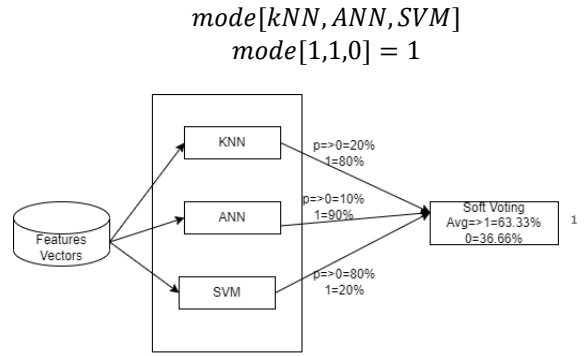 mode[kNN, ANN, SVM]
mode[1,1,0] = 1
KNN
p=>0=20%
1=80%
ANN
p=>0=10%
1=90%
Soft Voting
Avg=>1=63.33%
0=36.66%
1
Features
Vectors
SVM
p=>0=80%
1=20%